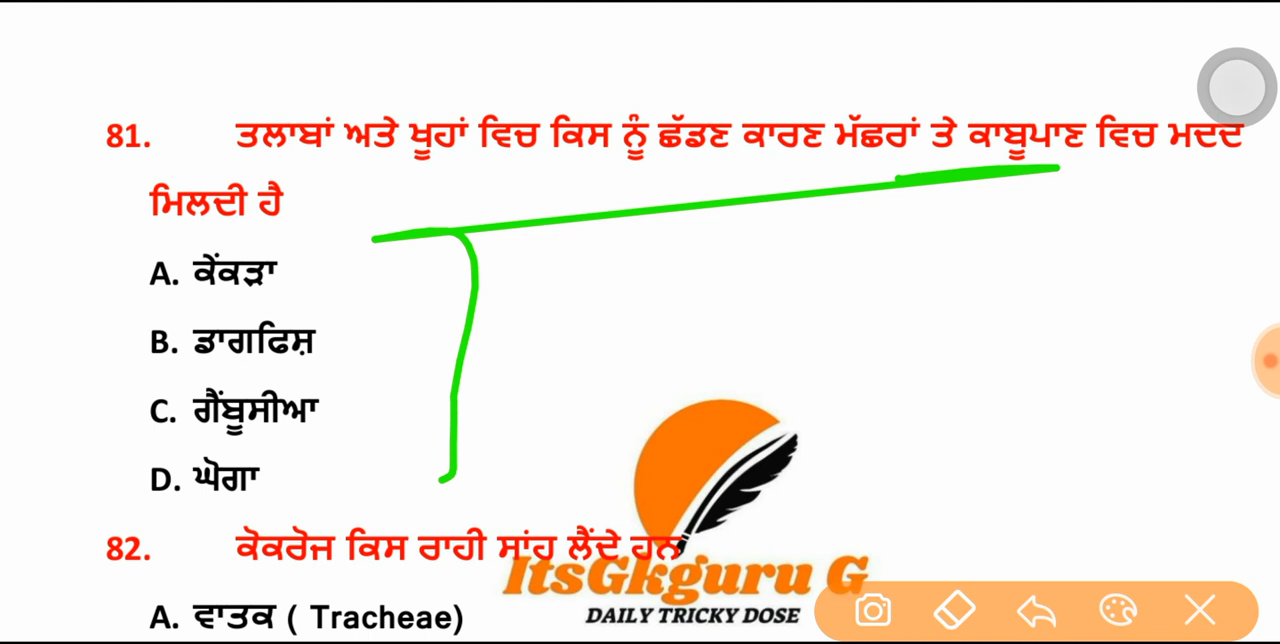 81. ਤਲਾਬਾਂ ਅਤੇ ਖੂਹਾਂ ਵਿਚ ਕਿਸ ਨੂੰ ਛੱਡਣ ਕਾਰਣ ਮੱਛਰਾਂ ਤੇ ਕਾਬੂਪਾਣ ਵਿਚ ਮਦਦ
ਮਿਲਦੀ ਹੈ
A. ਕੇਂਕੜਾ
B. ਡਾਗਫਿਸ਼
C. ਗੈਂਬੂਸੀਆ
D. ਘੋਗਾ
82. ਕੋਕਰੋਜ ਕਿਸ ਰਾਹੀ ਸਾਂਹ ਲੈਂਦੇ ਹਨ
ItsGkguru G
A. ਵਾਤਕ ( Tracheae)
DAILY TRICKY DOSE